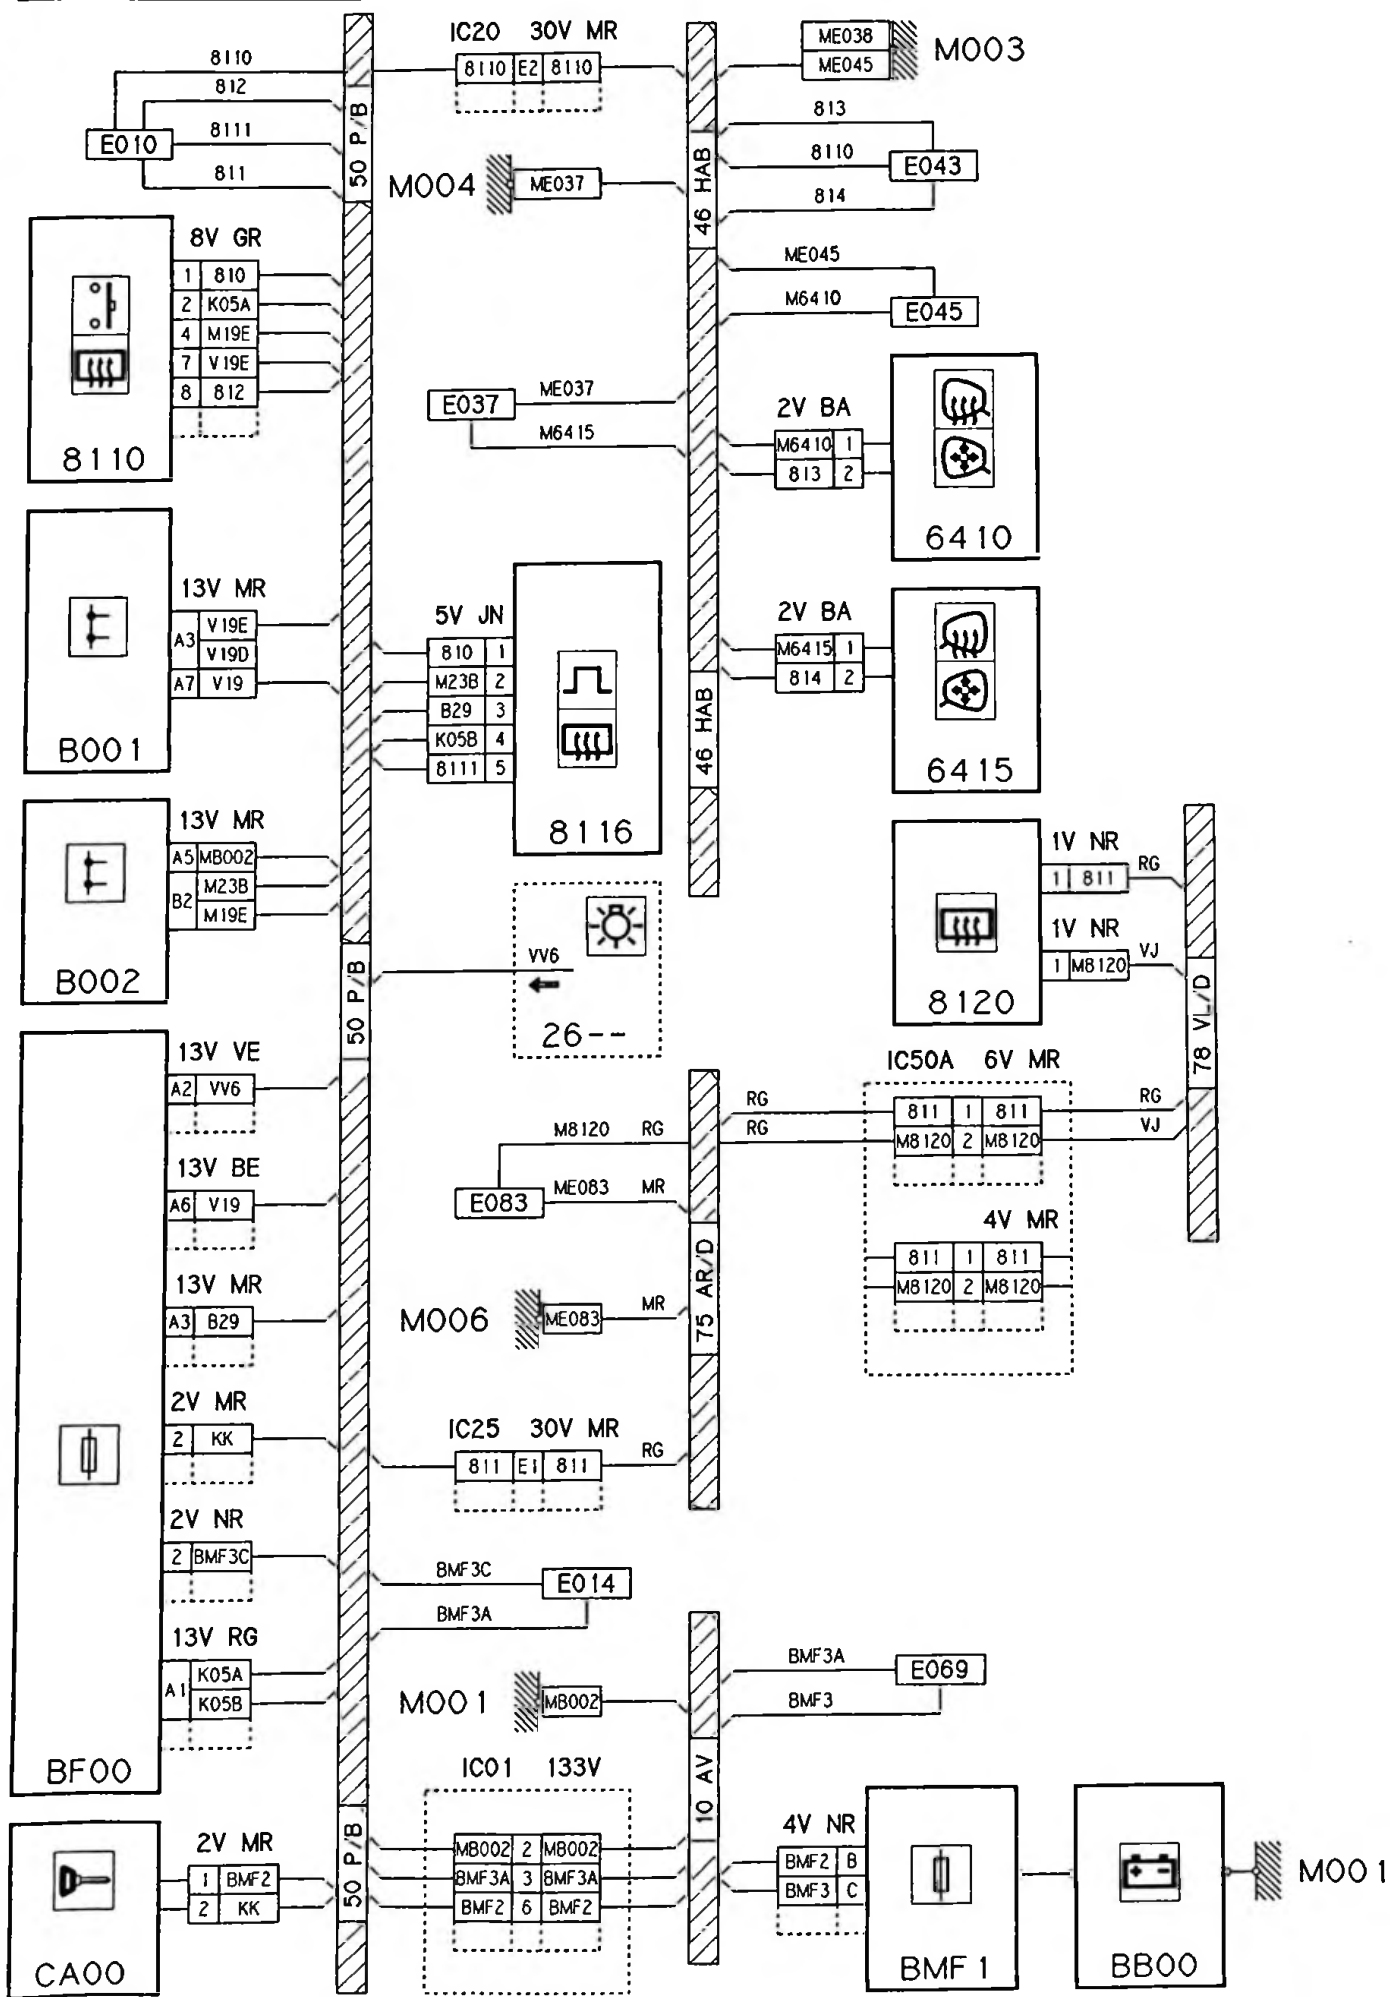 IC20 30V MR
8110 E2 8110
ME038
ME045
M003
8110
812
8111
811
E010
50 P/B
M004
ME037
46 HAB
813
8110
814
E043
8V GR
1 810
2 K05A
4 M19E
7 V19E
8 812
8110
ME045
M6410
E045
E037
ME037
M6415
2V BA
M6410 1
813 2
6410
13V MR
A3 V19E
V19D
A7 V19
B001
5V JN
810 1
M23B 2
B29 3
K05B 4
8111 5
8116
46 HAB
2V BA
M6415 1
814 2
6415
13V MR
A5 MB002
B2 M23B
M19E
B002
50 P/B
VV6
26--
1V NR
1 811 RG
1V NR
1 M8120 VJ
8120
78 VL/D
13V VE
A2 VV6
13V BE
A6 V19
13V MR
A3 B29
2V MR
2 KK
2V NR
2 BMF3C
13V RG
A1 K05A
K05B
BF00
M8120 RG
E083
ME083 MR
75 AR/D
RG
RG
IC50A 6V MR
811 1 811
M8120 2 M8120
RG
VJ
4V MR
811 1 811
M8120 2 M8120
M006
ME083 MR
IC25 30V MR
811 E1 811 RG
BMF3C
E014
BMF3A
M001
MB002
10 AV
BMF3A
E069
BMF3
IC01 133V
MB002 2 MB002
BMF3A 3 BMF3A
BMF2 6 BMF2
50 P/B
2V MR
1 BMF2
2 KK
CA00
4V NR
BMF2 B
BMF3 C
BMF1
BB00
M001